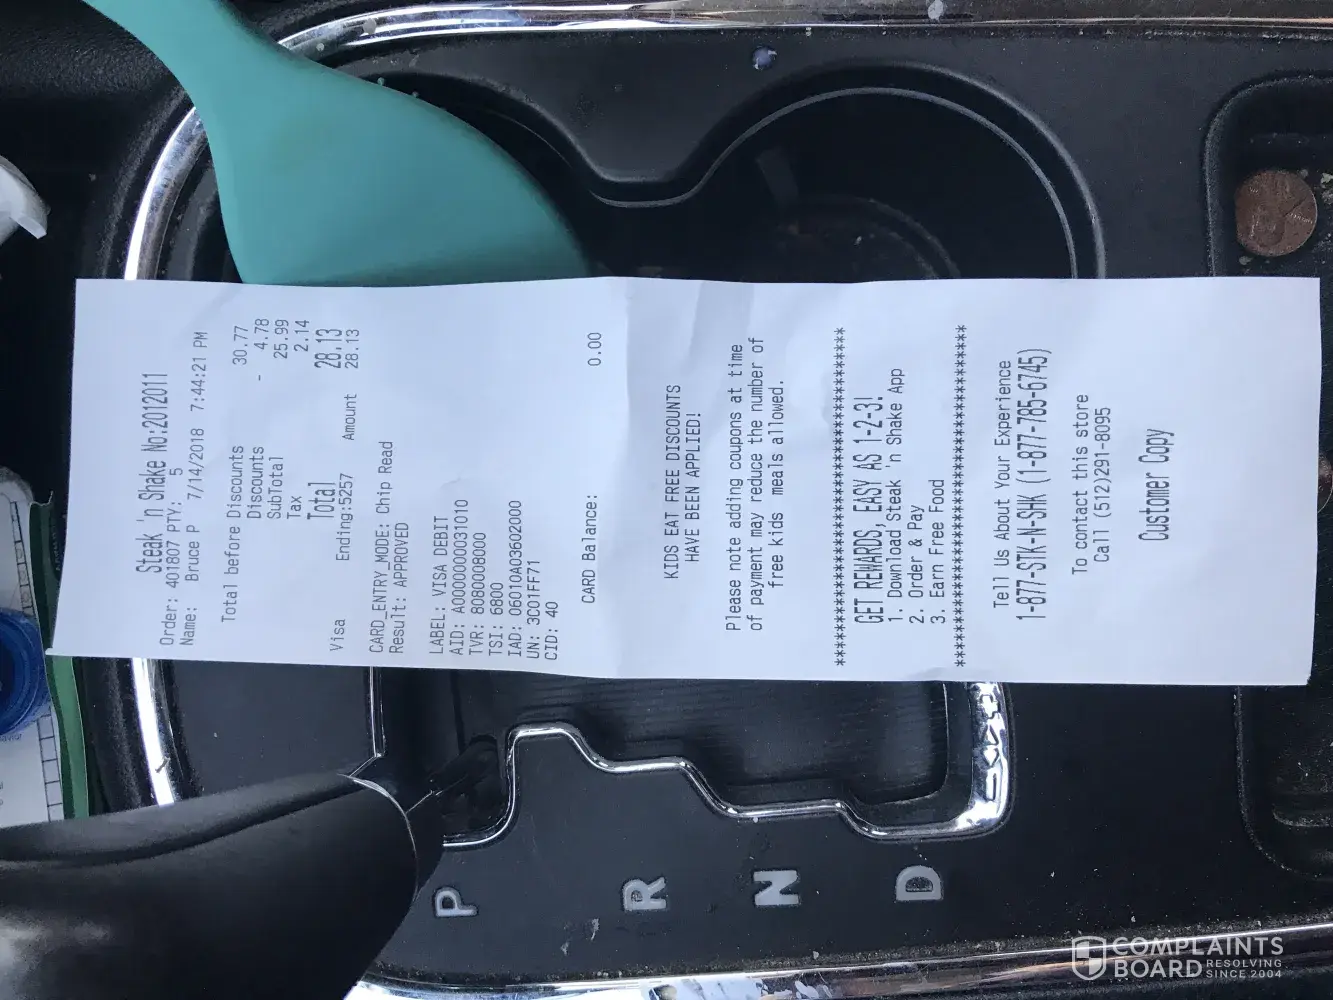 Steak 'n Shake No:2012011
Order: 4018807 PTY: 5
Name: Bruce P 7/14/2018 7:44:21 PM
Total before Discounts 30.77
Discounts - 4.78
SubTotal 25.99
Tax 2.14
Total 28.13
Amount
Visa Ending:5257 28.13
CARD_ENTRY_MODE: Chip Read
Result: APPROVED
LABEL: VISA DEBIT
AID: A0000000031010
TVR: 8080008000
TSI: 6800
IAD: 06010A03602000
UN: 3C01FF71
CID: 40
CARD Balance: 0.00
KIDS EAT FREE DISCOUNTS
HAVE BEEN APPLIED!
Please note adding coupons at time
of payment may reduce the number of
free kids meals allowed.
****************************************
GET REWARDS, EASY AS 1-2-3!
1. Download Steak 'n Shake App
2. Order & Pay
3. Earn Free Food
****************************************
Tell Us About Your Experience
1-877-STK-N-SHK (1-877-785-6745)
To contact this store
Call (512)291-8095
Customer Copy
P
R
N
D
COMPLAINTS
BOARD RESOLVING
SINCE 2004